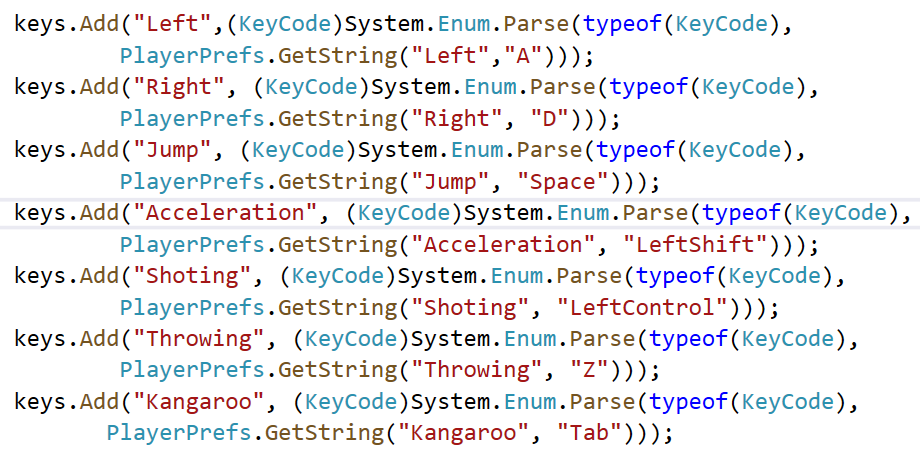 keys.Add("Left",(KeyCode)System.Enum.Parse(typeof(KeyCode),
PlayerPrefs.GetString("Left","A")));
keys.Add("Right", (KeyCode)System.Enum.Parse(typeof(KeyCode),
PlayerPrefs.GetString("Right", "D")));
keys.Add("Jump", (KeyCode)System.Enum.Parse(typeof(KeyCode),
PlayerPrefs.GetString("Jump", "Space")));
keys.Add("Acceleration", (KeyCode)System.Enum.Parse(typeof(KeyCode),
PlayerPrefs.GetString("Acceleration", "LeftShift")));
keys.Add("Shoting", (KeyCode)System.Enum.Parse(typeof(KeyCode),
PlayerPrefs.GetString("Shoting", "LeftControl")));
keys.Add("Throwing", (KeyCode)System.Enum.Parse(typeof(KeyCode),
PlayerPrefs.GetString("Throwing", "Z")));
keys.Add("Kangaroo", (KeyCode)System.Enum.Parse(typeof(KeyCode),
PlayerPrefs.GetString("Kangaroo", "Tab")));